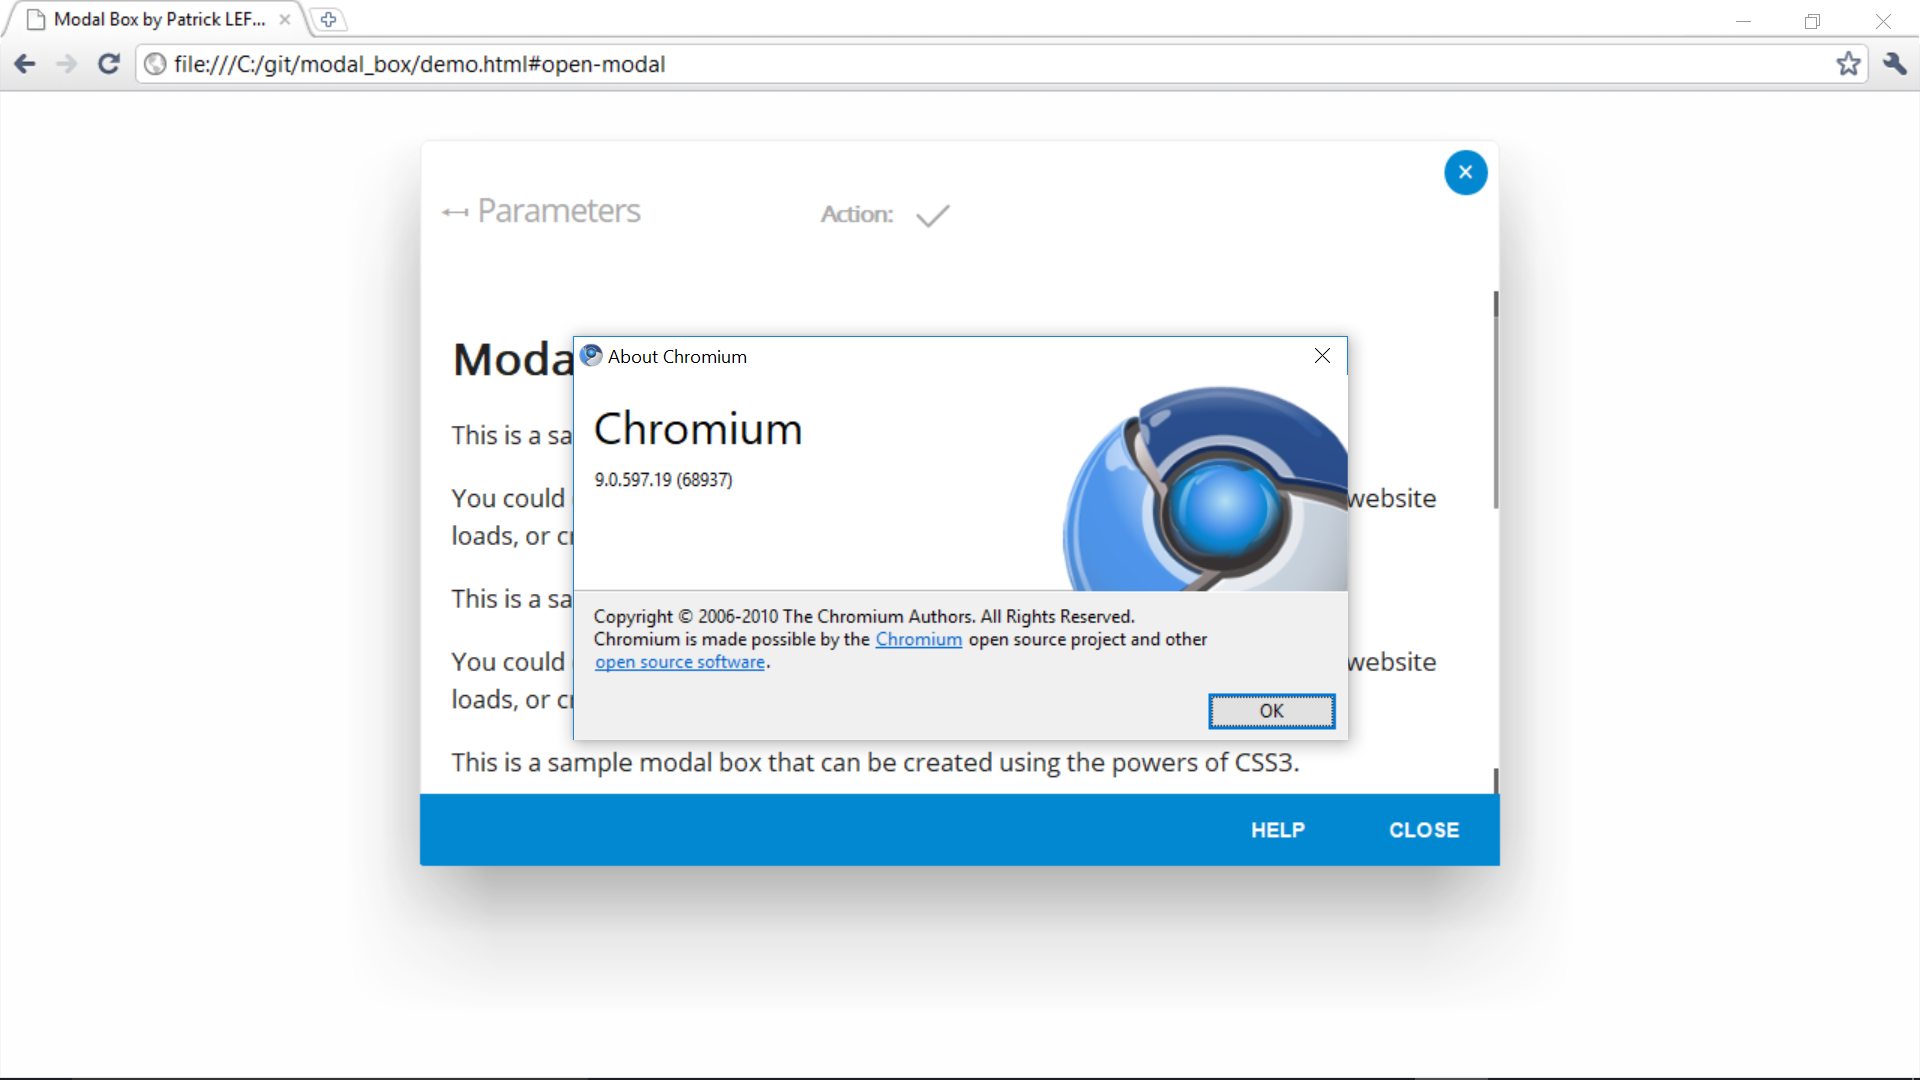 Modal Box by Patrick LEF...
file:///C:/git/modal_box/demo.html#open-modal
Parameters
Action:
Moda
About Chromium
Chromium
9.0.597.19 (68937)
This is a sa
You could
website
loads, or
This is a sa
You could
website
loads, or
Copyright © 2006-2010 The Chromium Authors. All Rights Reserved.
Chromium is made possible by the Chromium open source project and other
open source software.
OK
This is a sample modal box that can be created using the powers of CSS3.
HELP
CLOSE